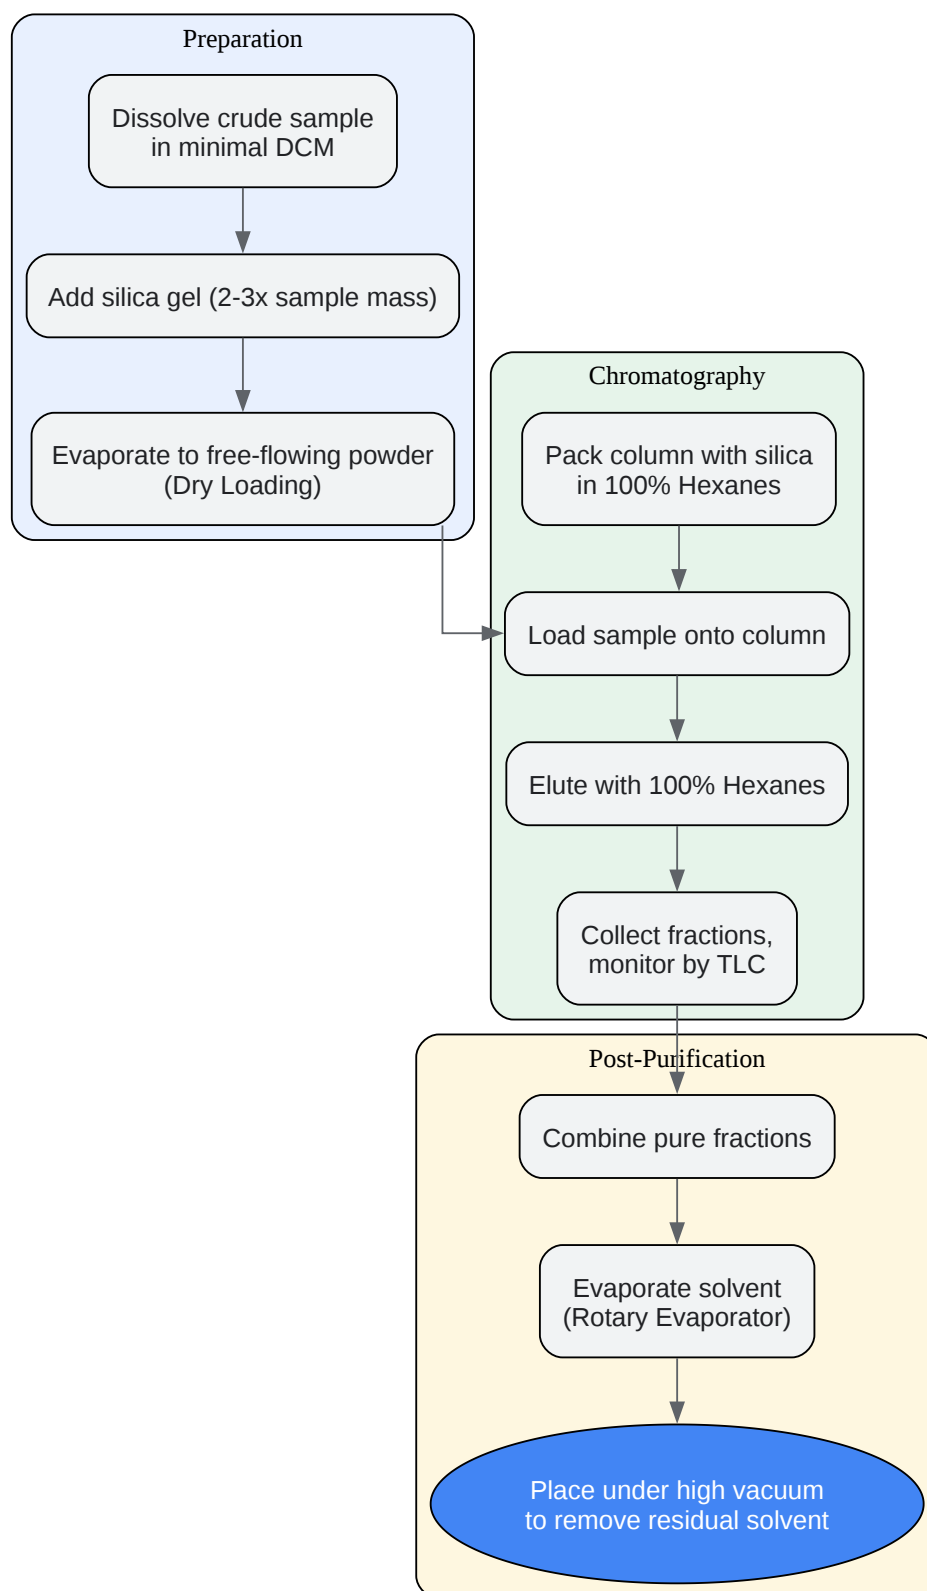 Preparation
Dissolve crude sample
in minimal DCM
Add silica gel (2-3x sample mass)
Evaporate to free-flowing powder
(Dry Loading)
Chromatography
Pack column with silica
in 100% Hexanes
Load sample onto column
Elute with 100% Hexanes
Collect fractions,
monitor by TLC
Post-Purification
Combine pure fractions
Evaporate solvent
(Rotary Evaporator)
Place under high vacuum
to remove residual solvent